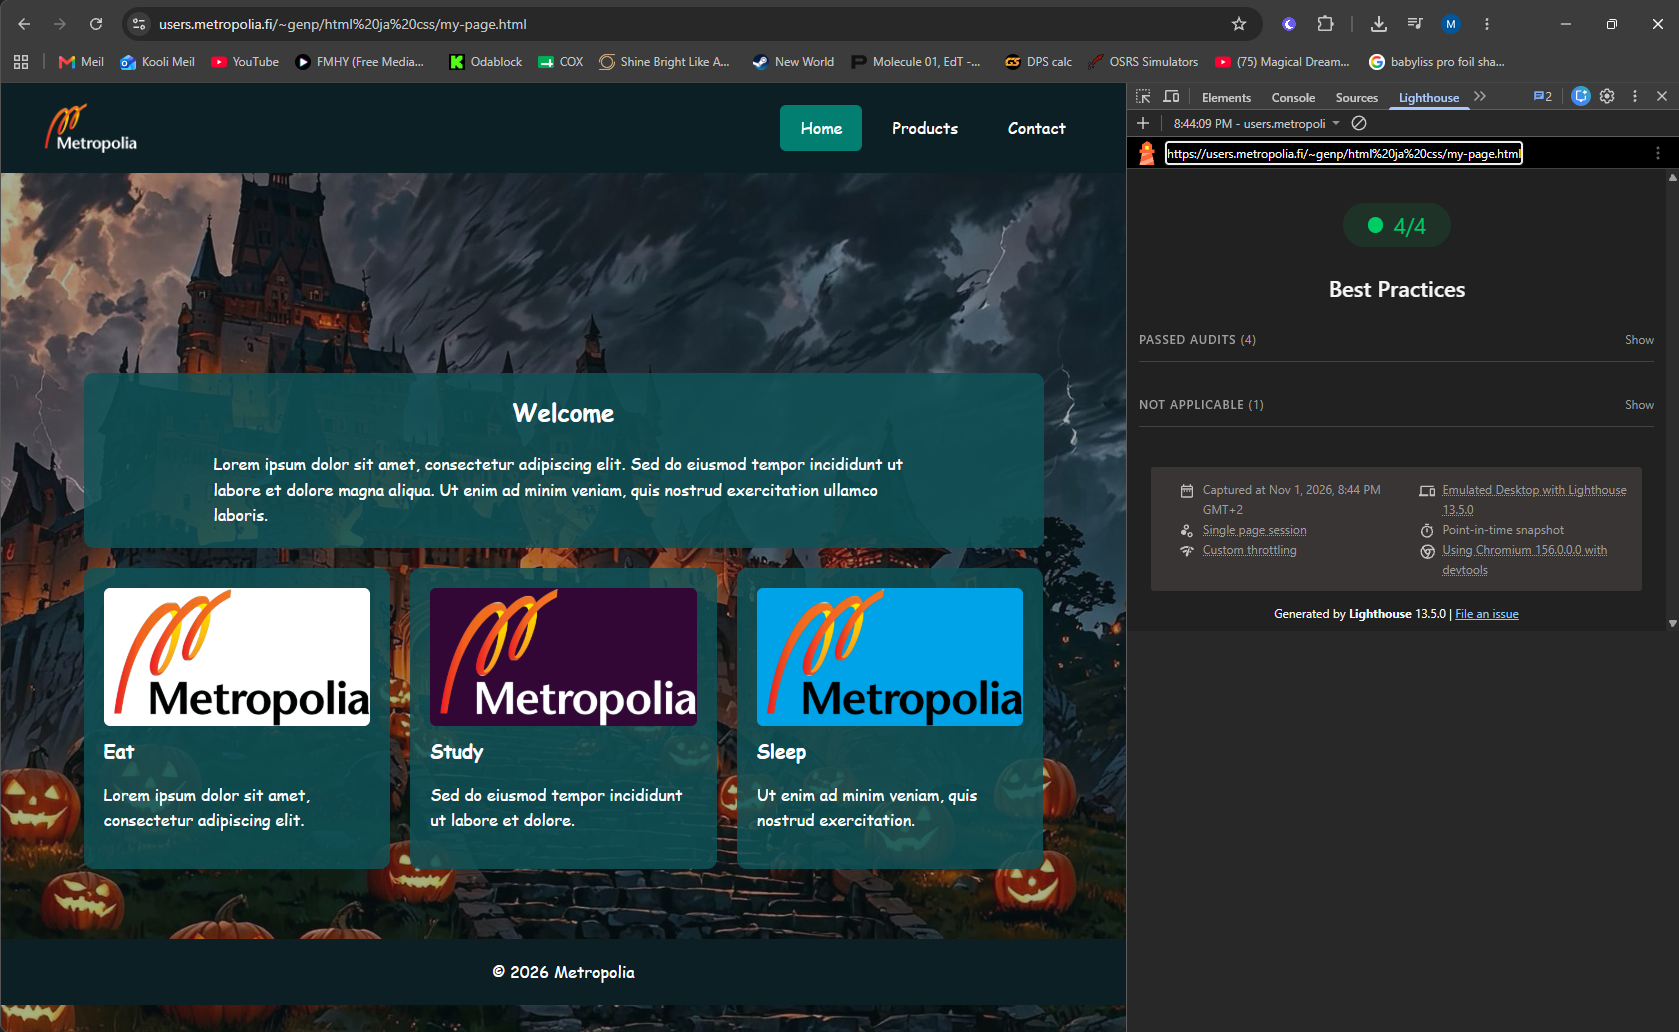 users.metropolia.fi/~genp/html%20ja%20css/my-page.html
M
Meil
Kooli Meil
YouTube
FMHY (Free Media...
Odablock
COX
Shine Bright Like A...
New World
Molecule 01, EdT -...
DPS calc
OSRS Simulators
(75) Magical Dream...
babyliss pro foil sha...
Metropolia
Home
Products
Contact
Welcome
Lorem ipsum dolor sit amet, consectetur adipiscing elit. Sed do eiusmod tempor incididunt ut
labore et dolore magna aliqua. Ut enim ad minim veniam, quis nostrud exercitation ullamco
laboris.
Metropolia
Eat
Lorem ipsum dolor sit amet,
consectetur adipiscing elit.
Metropolia
Study
Sed do eiusmod tempor incididunt
ut labore et dolore.
Metropolia
Sleep
Ut enim ad minim veniam, quis
nostrud exercitation.
© 2026 Metropolia
Elements
Console
Sources
Lighthouse
2
8:44:09 PM - users.metropoli
https://users.metropolia.fi/~genp/html%20ja%20css/my-page.html
4/4
Best Practices
PASSED AUDITS (4)
Show
NOT APPLICABLE (1)
Show
Captured at Nov 1, 2026, 8:44 PM
GMT+2
Single page session
Custom throttling
Emulated Desktop with Lighthouse
13.5.0
Point-in-time snapshot
Using Chromium 156.0.0.0 with
devtools
Generated by Lighthouse 13.5.0 | File an issue